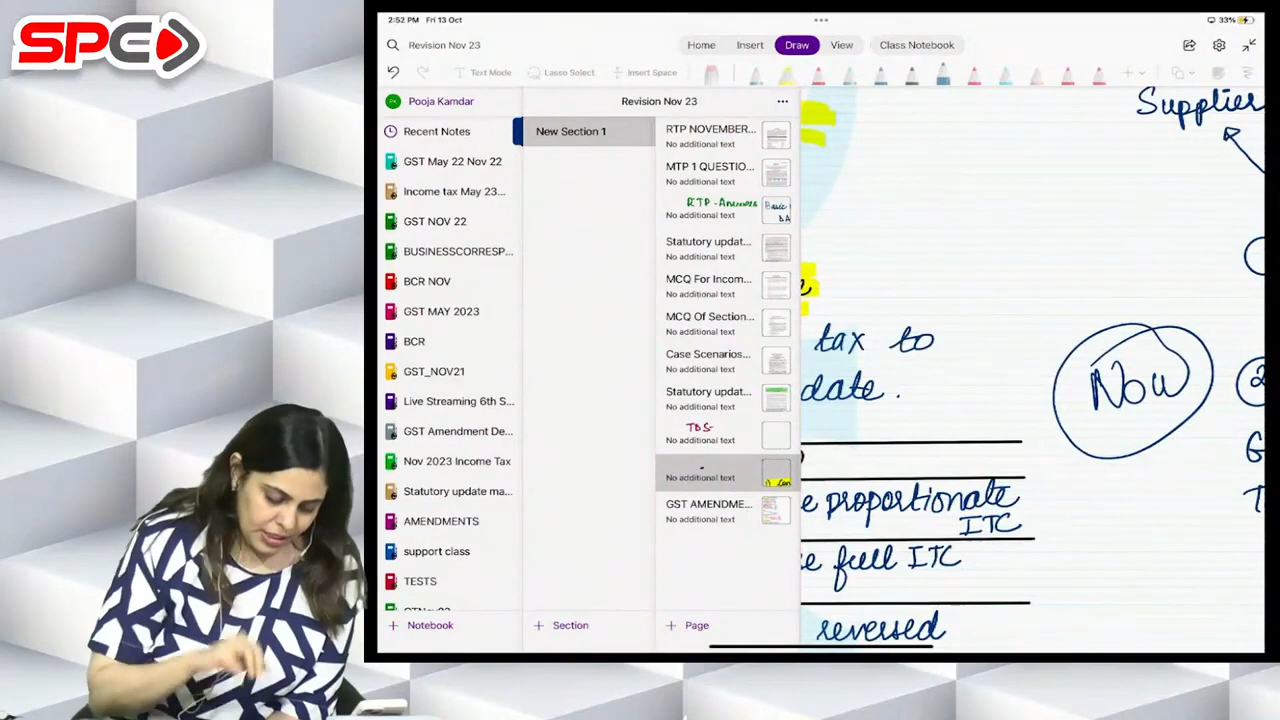 SPE
2:52 PM Fri 13 Oct
33%
Revision Nov 23
Home Insert Draw View Class Notebook
Text Mode Lasso Select Insert Space
Pooja Kamdar
Recent Notes
GST May 22 Nov 22
Income tax May 23...
GST NOV 22
BUSINESSCORRESP...
BCR NOV
GST MAY 2023
BCR
GST_NOV21
Live Streaming 6th S...
GST Amendment De...
Nov 2023 Income Tax
Statutory update ma...
AMENDMENTS
support class
TESTS
+ Notebook
New Section 1
+ Section
Revision Nov 23
RTP NOVEMBER...
No additional text
MTP 1 QUESTIO...
No additional text
RTP - Answers
No additional text
Statutory updat...
No additional text
MCQ For Incom...
No additional text
MCQ Of Section...
No additional text
Case Scenarios...
No additional text
Statutory updat...
No additional text
TDS-
No additional text
No additional text
GST AMENDME...
No additional text
+ Page
Supplier
tax to
date.
Now
e proportionate
ITC
e full ITC
reversed